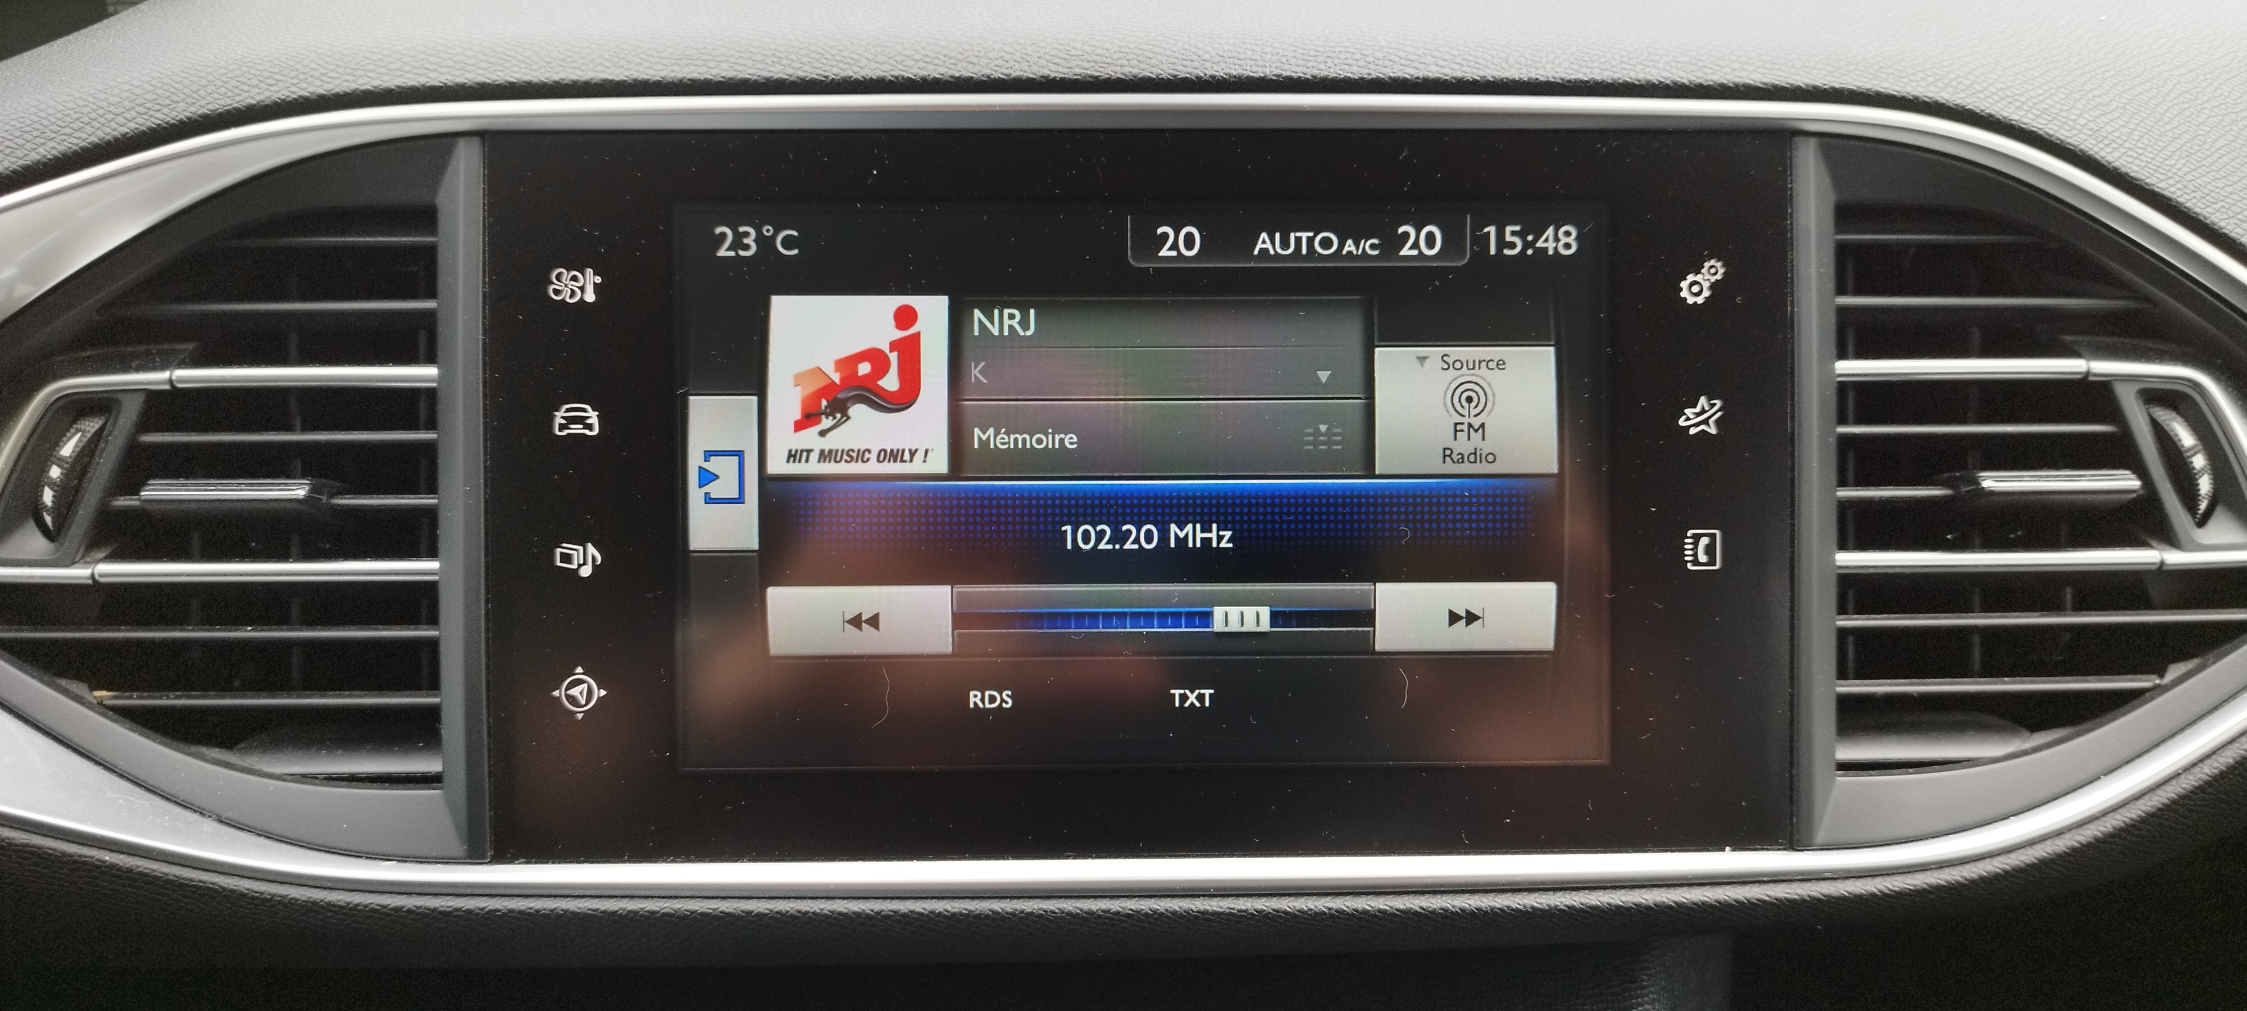 23°C 20 AUTO A/C 20 15:48
NRJ
HIT MUSIC ONLY !
NRJ
K
Mémoire
Source
FM
Radio
102.20 MHz
RDS TXT